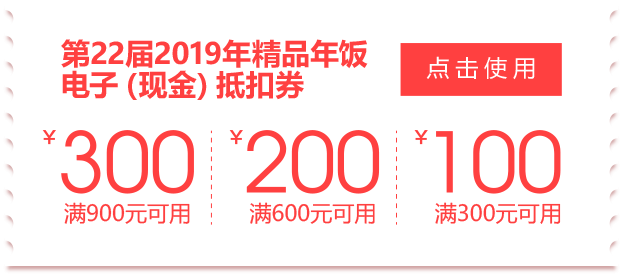 第22届2019年精品年饭
电子 (现金) 抵扣券
点击使用
¥300
满900元可用
¥200
满600元可用
¥100
满300元可用